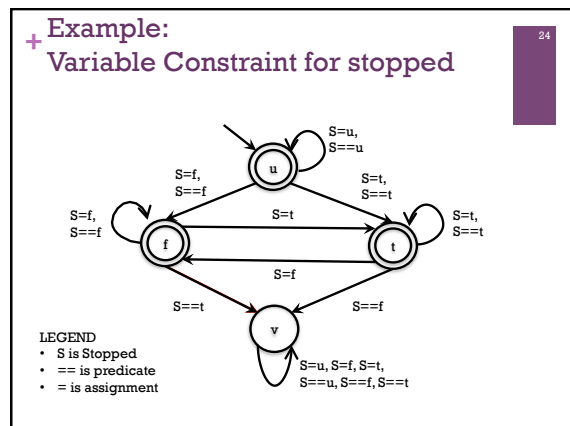 + Example:
Variable Constraint for stopped
24
S=u,
S==u
u
S=f,
S==f
S=t,
S==t
S=f,
S==f
S=t
S=t,
S==t
f
t
S=f
S==t
S==f
v
LEGEND
• S is Stopped
• == is predicate
• = is assignment
S=u, S=f, S=t,
S==u, S==f, S==t